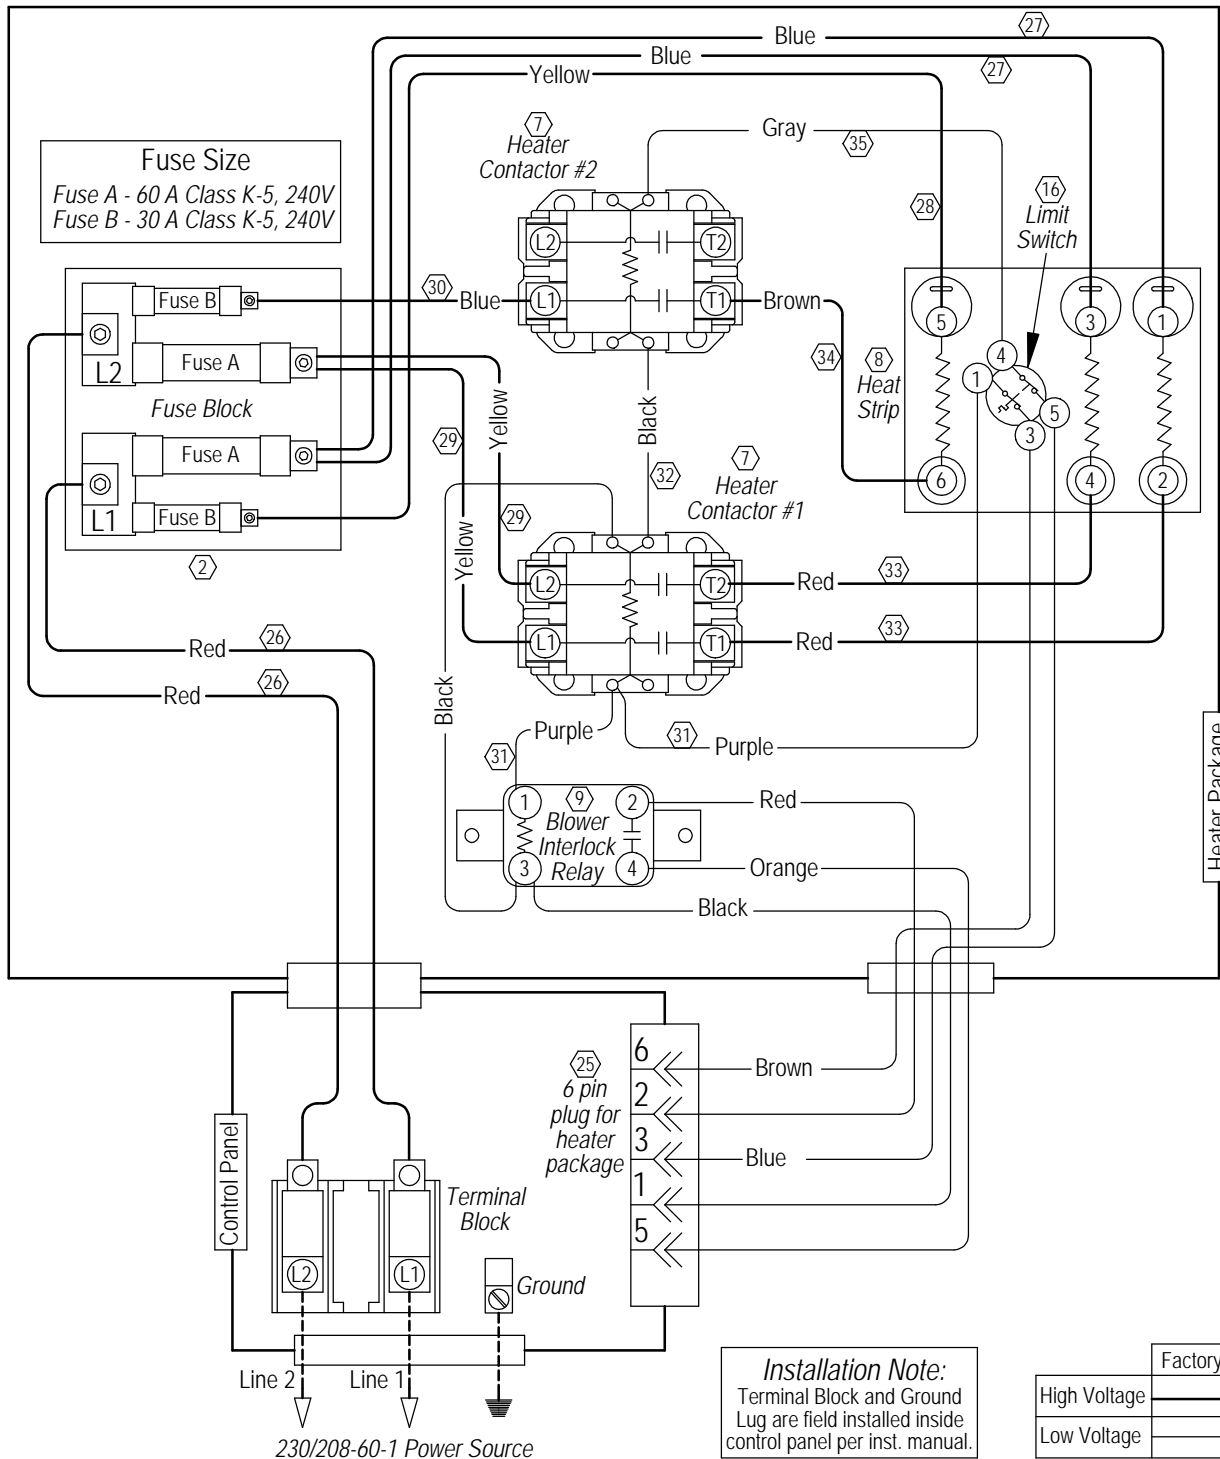 Blue
27
Blue
27
Yellow
Gray
35
7
Heater
Contactor #2
Fuse Size
Fuse A - 60 A Class K-5, 240V
Fuse B - 30 A Class K-5, 240V
28
16
Limit
Switch
L2
T2
L1
T1
30
Blue
Brown
34
8
Heat
Strip
5
3
1
4
1
5
3
6
4
2
Fuse B
L2
Fuse A
Fuse Block
Fuse A
L1
Fuse B
2
Yellow
29
Black
32
7
Heater
Contactor #1
29
Yellow
L2
T2
L1
T1
Red
33
Red
33
Red
26
Red
26
Black
Purple
31
31
Purple
1
9
2
Blower
Interlock
Relay
3
4
Red
Orange
Black
Heater Package
25
6 pin
plug for
heater
package
6
2
3
1
5
Brown
Blue
Control Panel
Terminal
Block
L2
L1
Ground
Line 2
Line 1
230/208-60-1 Power Source
Installation Note:
Terminal Block and Ground
Lug are field installed inside
control panel per inst. manual.
Factory
High Voltage
Low Voltage